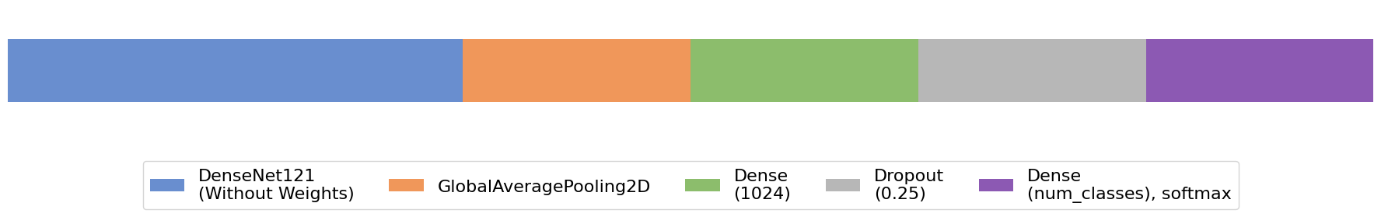 DenseNet121
(Without Weights)
GlobalAveragePooling2D
Dense
(1024)
Dropout
(0.25)
Dense
(num_classes), softmax